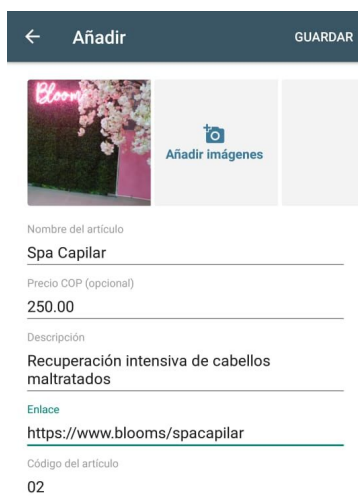 Añadir
GUARDAR
Bloom
Añadir imágenes
Nombre del artículo
Spa Capilar
Precio COP (opcional)
250.00
Descripción
Recuperación intensiva de cabellos
maltratados
Enlace
https://www.blooms/spacapilar
Código del artículo
02